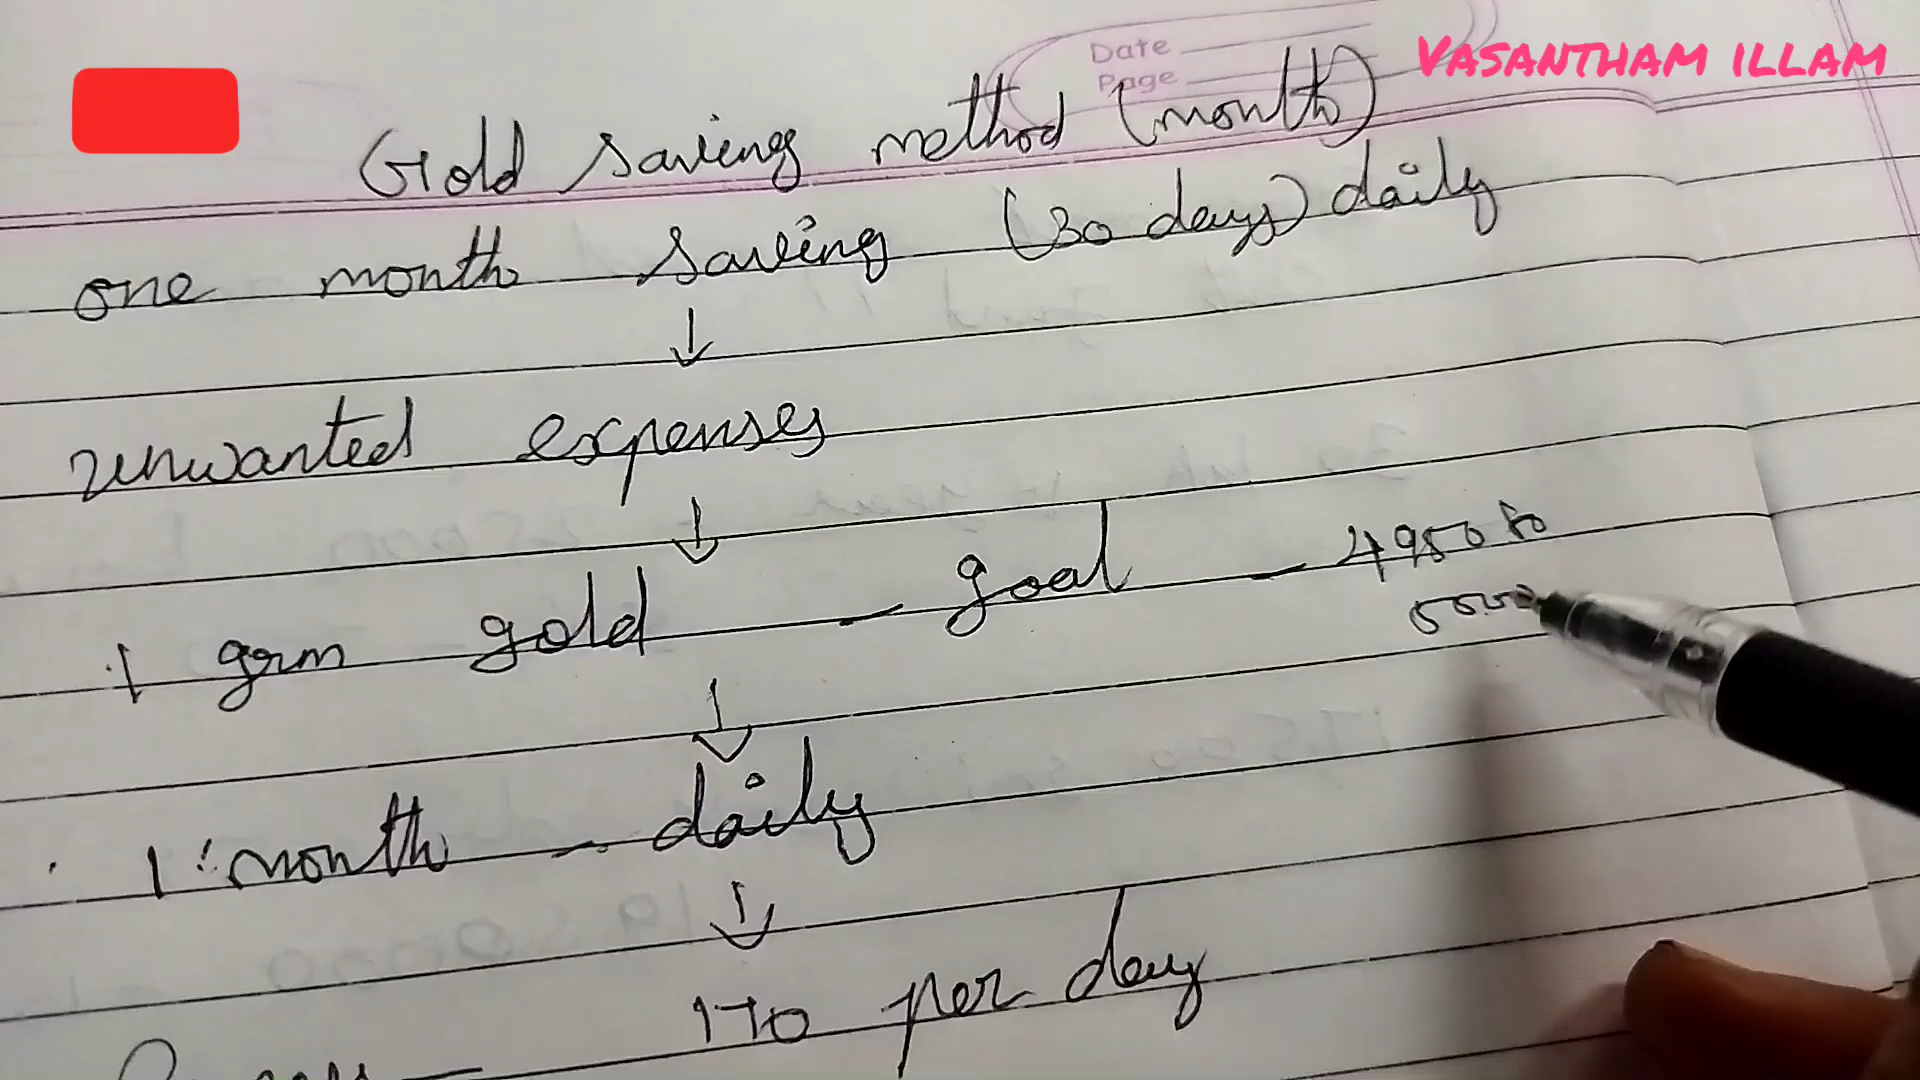 Date
Page
VASANTHAM ILLAM
Gold saving method (month)
one month saving (30 days) daily
↓
unwanted expenses
↓
1 grm gold - goal - 4950 to
5000
↓
1 month - daily
↓
170 per day